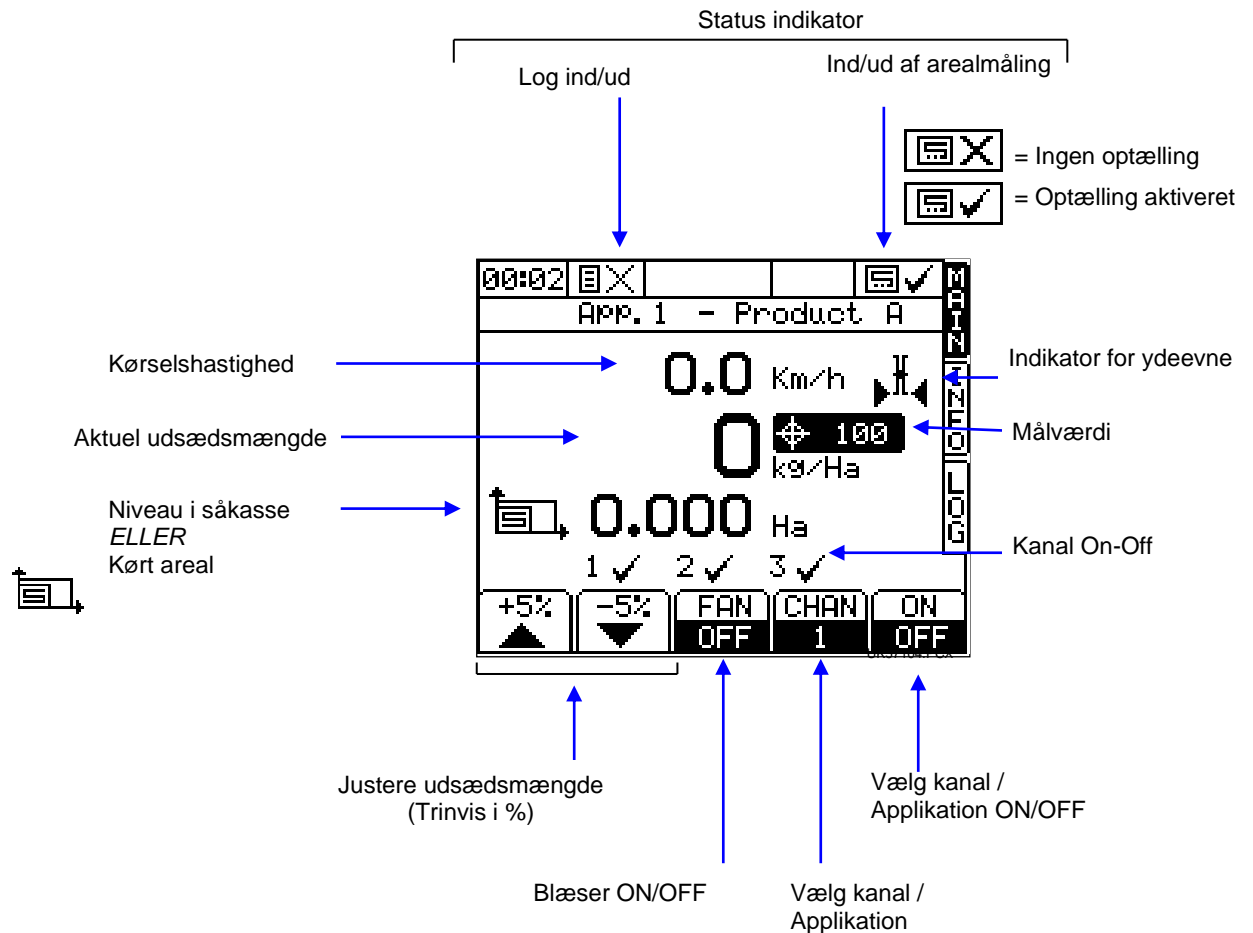 Status indikator
Log ind/ud
Ind/ud af arealmåling
= Ingen optælling
= Optælling aktiveret
00:02
App.1 - Product A
MAIN
INFO
LOG
Kørselshastighed
0.0 Km/h
Indikator for ydeevne
Aktuel udsædsmængde
0
100
kg/Ha
Målværdi
Niveau i såkasse
ELLER
Kørt areal
0.000 Ha
Kanal On-Off
1 ✓ 2 ✓ 3 ✓
+5% -5% FAN CHAN ON
OFF 1 OFF
Justere udsædsmængde
(Trinvis i %)
Vælg kanal /
Applikation ON/OFF
Blæser ON/OFF
Vælg kanal /
Applikation